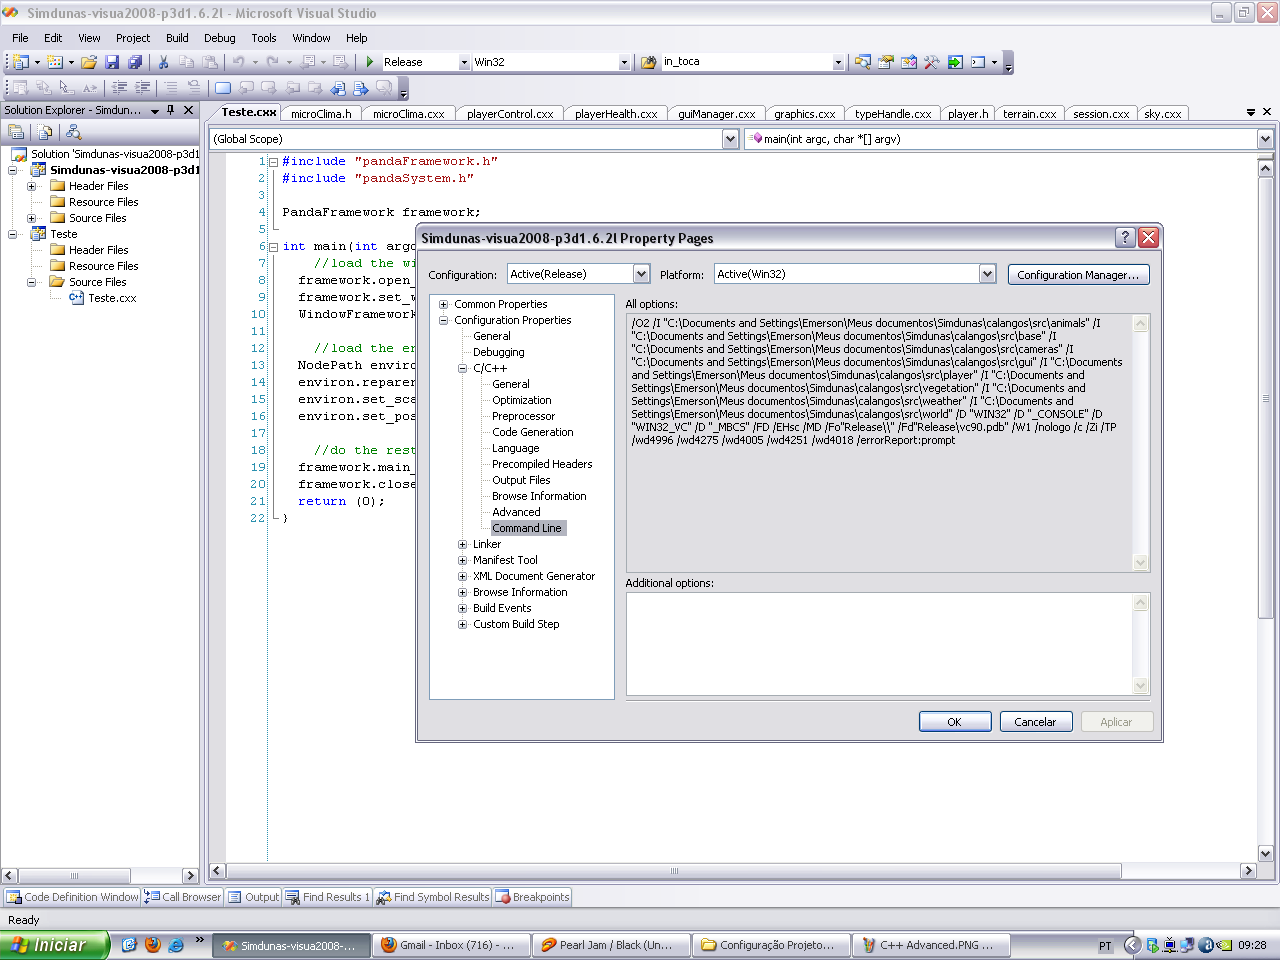 Simdunas-visua2008-p3d1.6.2l - Microsoft Visual Studio
File Edit View Project Build Debug Tools Window Help
Release Win32 in_toca
Solution Explorer - Simdun...
Teste.cxx microClima.h microClima.cxx playerControl.cxx playerHealth.cxx guiManager.cxx graphics.cxx typeHandle.cxx player.h terrain.cxx session.cxx sky.cxx
(Global Scope) main(int argc, char *[] argv)
Solution 'Simdunas-visua2008-p3d1
Simdunas-visua2008-p3d1
Header Files
Resource Files
Source Files
Teste
Header Files
Resource Files
Source Files
Teste.cxx
1 #include "pandaFramework.h"
2 #include "pandaSystem.h"
3
4 PandaFramework framework;
5
6 int main(int argc
7 //load the wi
8 framework.open_
9 framework.set_w
10 WindowFramework
11
12 //load the en
13 NodePath enviro
14 environ.reparen
15 environ.set_sca
16 environ.set_pos
17
18 //do the rest
19 framework.main_
20 framework.close
21 return (0);
22 }
Simdunas-visua2008-p3d1.6.2l Property Pages
Configuration: Active(Release) Platform: Active(Win32) Configuration Manager...
Common Properties
Configuration Properties
General
Debugging
C/C++
General
Optimization
Preprocessor
Code Generation
Language
Precompiled Headers
Output Files
Browse Information
Advanced
Command Line
Linker
Manifest Tool
XML Document Generator
Browse Information
Build Events
Custom Build Step
All options:
/O2 /I "C:\Documents and Settings\Emerson\Meus documentos\Simdunas\calangos\src\animals" /I
"C:\Documents and Settings\Emerson\Meus documentos\Simdunas\calangos\src\base" /I
"C:\Documents and Settings\Emerson\Meus documentos\Simdunas\calangos\src\cameras" /I
"C:\Documents and Settings\Emerson\Meus documentos\Simdunas\calangos\src\gui" /I "C:\Documents
and Settings\Emerson\Meus documentos\Simdunas\calangos\src\player" /I "C:\Documents and
Settings\Emerson\Meus documentos\Simdunas\calangos\src\vegetation" /I "C:\Documents and
Settings\Emerson\Meus documentos\Simdunas\calangos\src\weather" /I "C:\Documents and
Settings\Emerson\Meus documentos\Simdunas\calangos\src\world" /D "WIN32" /D "_CONSOLE" /D
"WIN32_VC" /D "_MBCS" /FD /EHsc /MD /Fo"Release\\" /Fd"Release\vc90.pdb" /W1 /nologo /c /Zi /TP
/wd4996 /wd4275 /wd4005 /wd4251 /wd4018 /errorReport:prompt
Additional options:
OK Cancelar Aplicar
Code Definition Window Call Browser Output Find Results 1 Find Symbol Results Breakpoints
Ready
Iniciar Simdunas-visua2008-... Gmail - Inbox (716) - ... Pearl Jam / Black (Un... Configuração Projeto... C++ Advanced.PNG ... PT 09:28